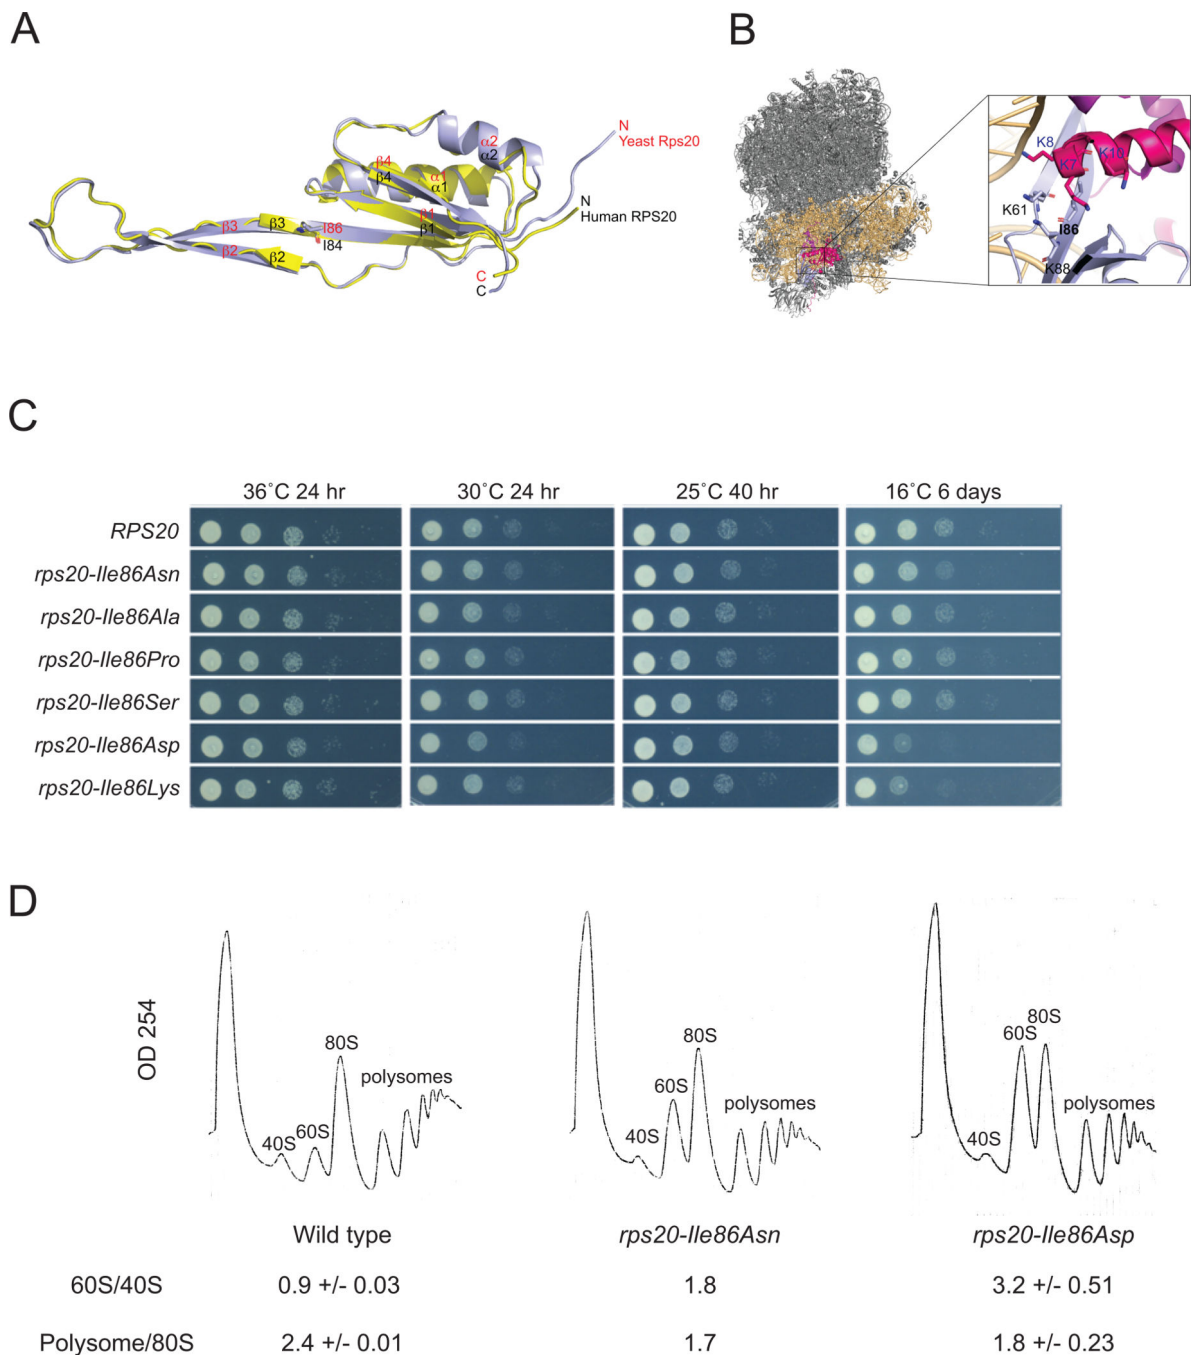 A
B
N
Yeast Rps20
α2
α2
β4
β4
α1
α1
N
Human RPS20
β3
β3
I86
I84
β1
β1
β2
β2
C
C
K8
K7
K10
K61
I86
K88
C
36˚C 24 hr
30˚C 24 hr
25˚C 40 hr
16˚C 6 days
RPS20
rps20-Ile86Asn
rps20-Ile86Ala
rps20-Ile86Pro
rps20-Ile86Ser
rps20-Ile86Asp
rps20-Ile86Lys
D
OD 254
40S
60S
80S
polysomes
40S
60S
80S
polysomes
40S
60S
80S
polysomes
Wild type
rps20-Ile86Asn
rps20-Ile86Asp
60S/40S
0.9 +/- 0.03
1.8
3.2 +/- 0.51
Polysome/80S
2.4 +/- 0.01
1.7
1.8 +/- 0.23